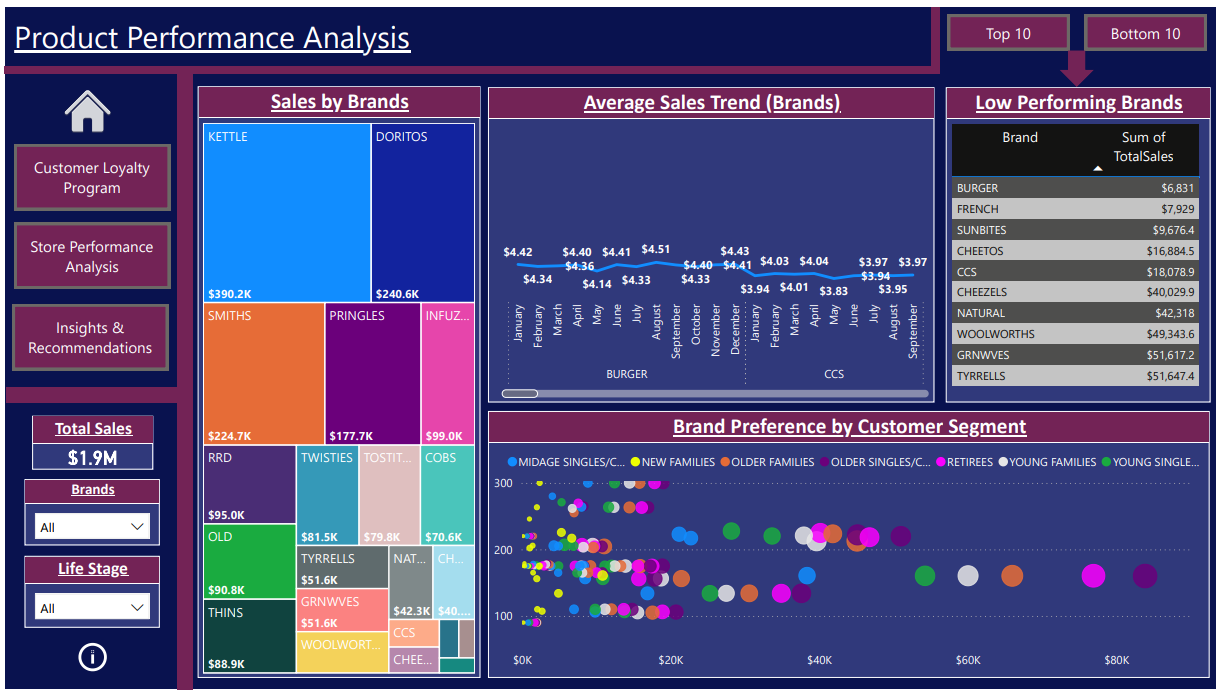 Product Performance Analysis
Top 10
Bottom 10
Customer Loyalty
Program
Store Performance
Analysis
Insights &
Recommendations
Total Sales
$1.9M
Brands
All
Life Stage
All
Sales by Brands
KETTLE
$390.2K
DORITOS
$240.6K
SMITHS
$224.7K
PRINGLES
$177.7K
INFUZ...
$99.0K
RRD
$95.0K
OLD
$90.8K
THINS
$88.9K
TWISTIES
$81.5K
TOSTIT...
$79.8K
COBS
$70.6K
TYRRELLS
$51.6K
GRNWVES
$51.6K
WOOLWORT...
NAT...
$42.3K
CH...
$40....
CCS
CHEE...
Average Sales Trend (Brands)
$4.42
$4.34
$4.40
$4.36
$4.14
$4.41
$4.33
$4.51
$4.40
$4.33
$4.43
$4.41
$3.94
$4.03
$4.01
$4.04
$3.83
$3.97
$3.94
$3.95
$3.97
January
February
March
April
May
June
July
August
September
October
November
December
January
February
March
April
May
June
July
August
September
BURGER
CCS
Low Performing Brands
Brand Sum of
TotalSales
BURGER $6,831
FRENCH $7,929
SUNBITES $9,676.4
CHEETOS $16,884.5
CCS $18,078.9
CHEEZELS $40,029.9
NATURAL $42,318
WOOLWORTHS $49,343.6
GRNWVES $51,617.2
TYRRELLS $51,647.4
Brand Preference by Customer Segment
MIDAGE SINGLES/C... NEW FAMILIES OLDER FAMILIES OLDER SINGLES/C... RETIREES YOUNG FAMILIES YOUNG SINGLE...
300
200
100
$0K $20K $40K $60K $80K